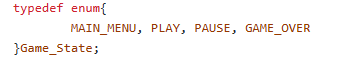 typedef enum{
MAIN_MENU, PLAY, PAUSE, GAME_OVER
}Game_State;